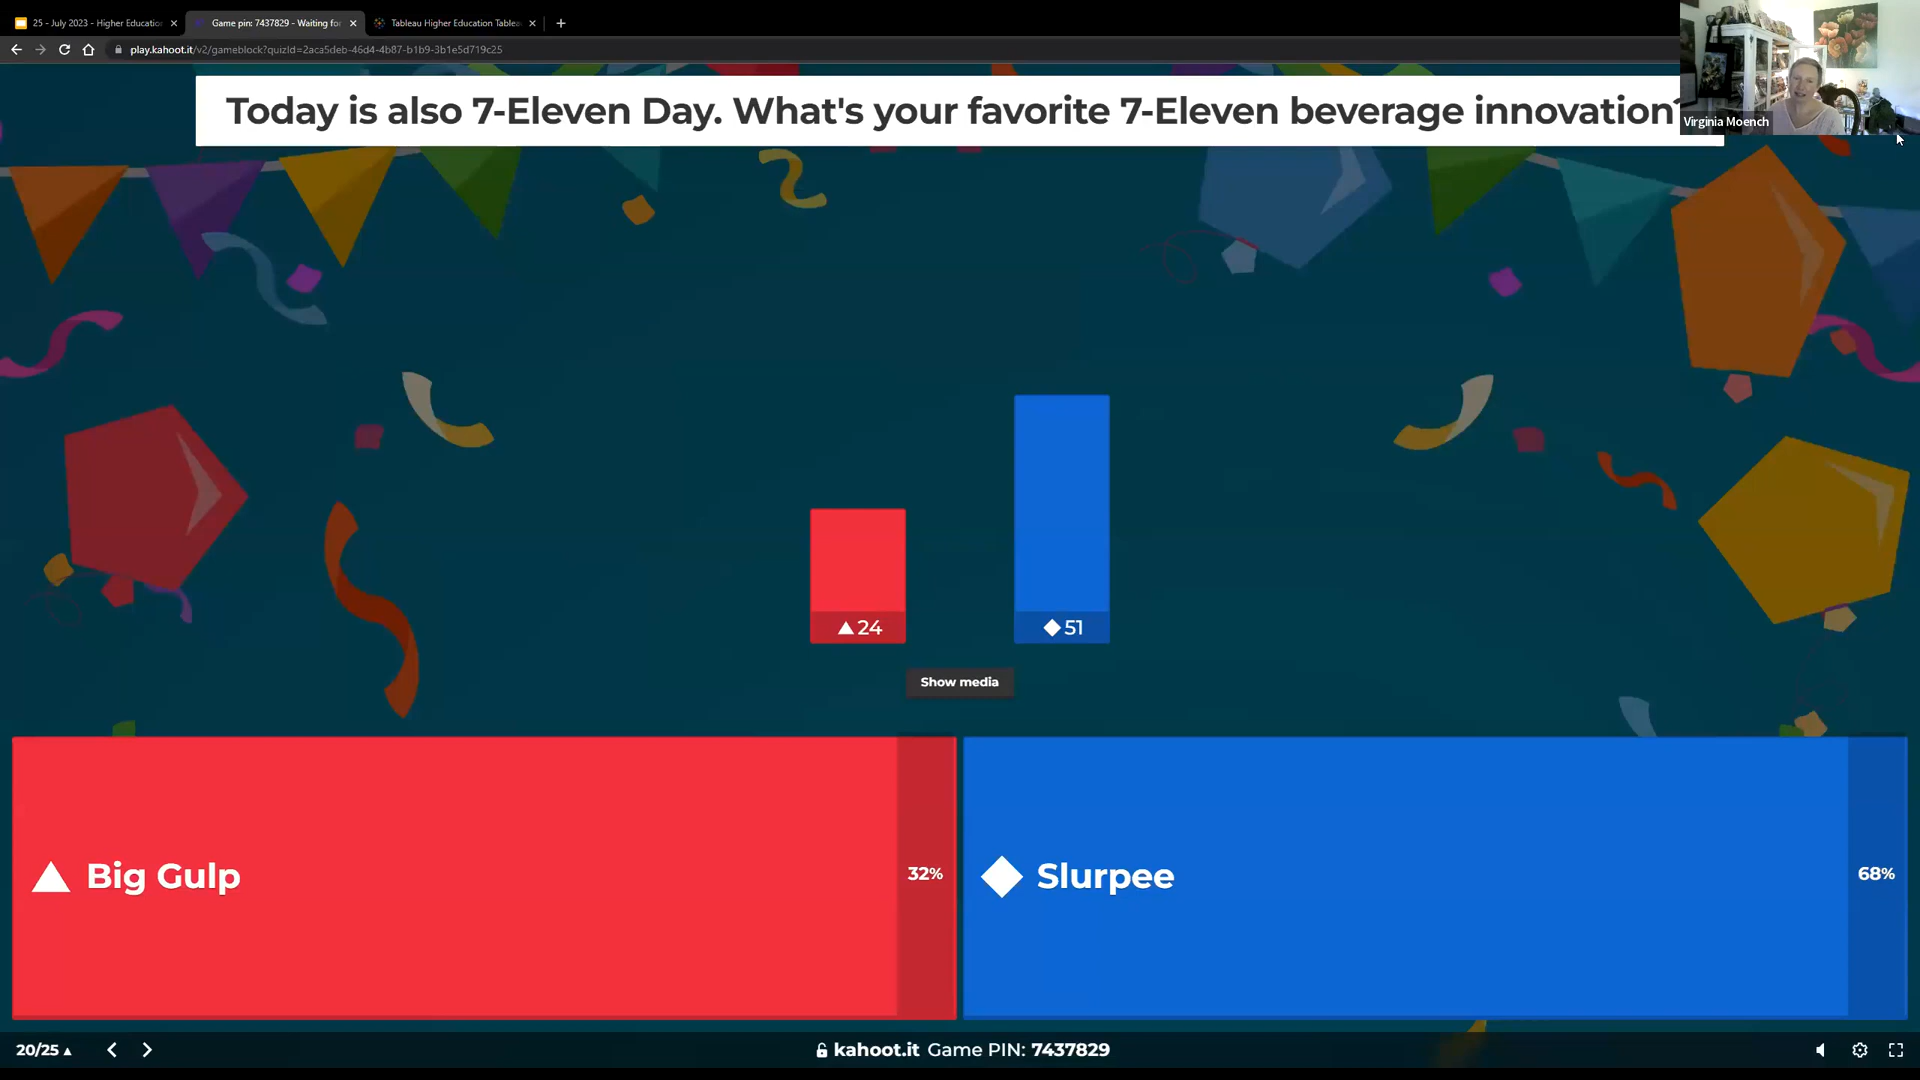 25 - July 2023 - Higher Education
Game pin: 7437829 - Waiting for
Tableau Higher Education Tablea
play.kahoot.it/v2/gameblock?quizId=2aca5deb-46d4-4b87-b1b9-3b1e5d719c25
Today is also 7-Eleven Day. What's your favorite 7-Eleven beverage innovation?
Virginia Moench
24
51
Show media
Big Gulp
32%
Slurpee
68%
20/25
kahoot.it Game PIN: 7437829